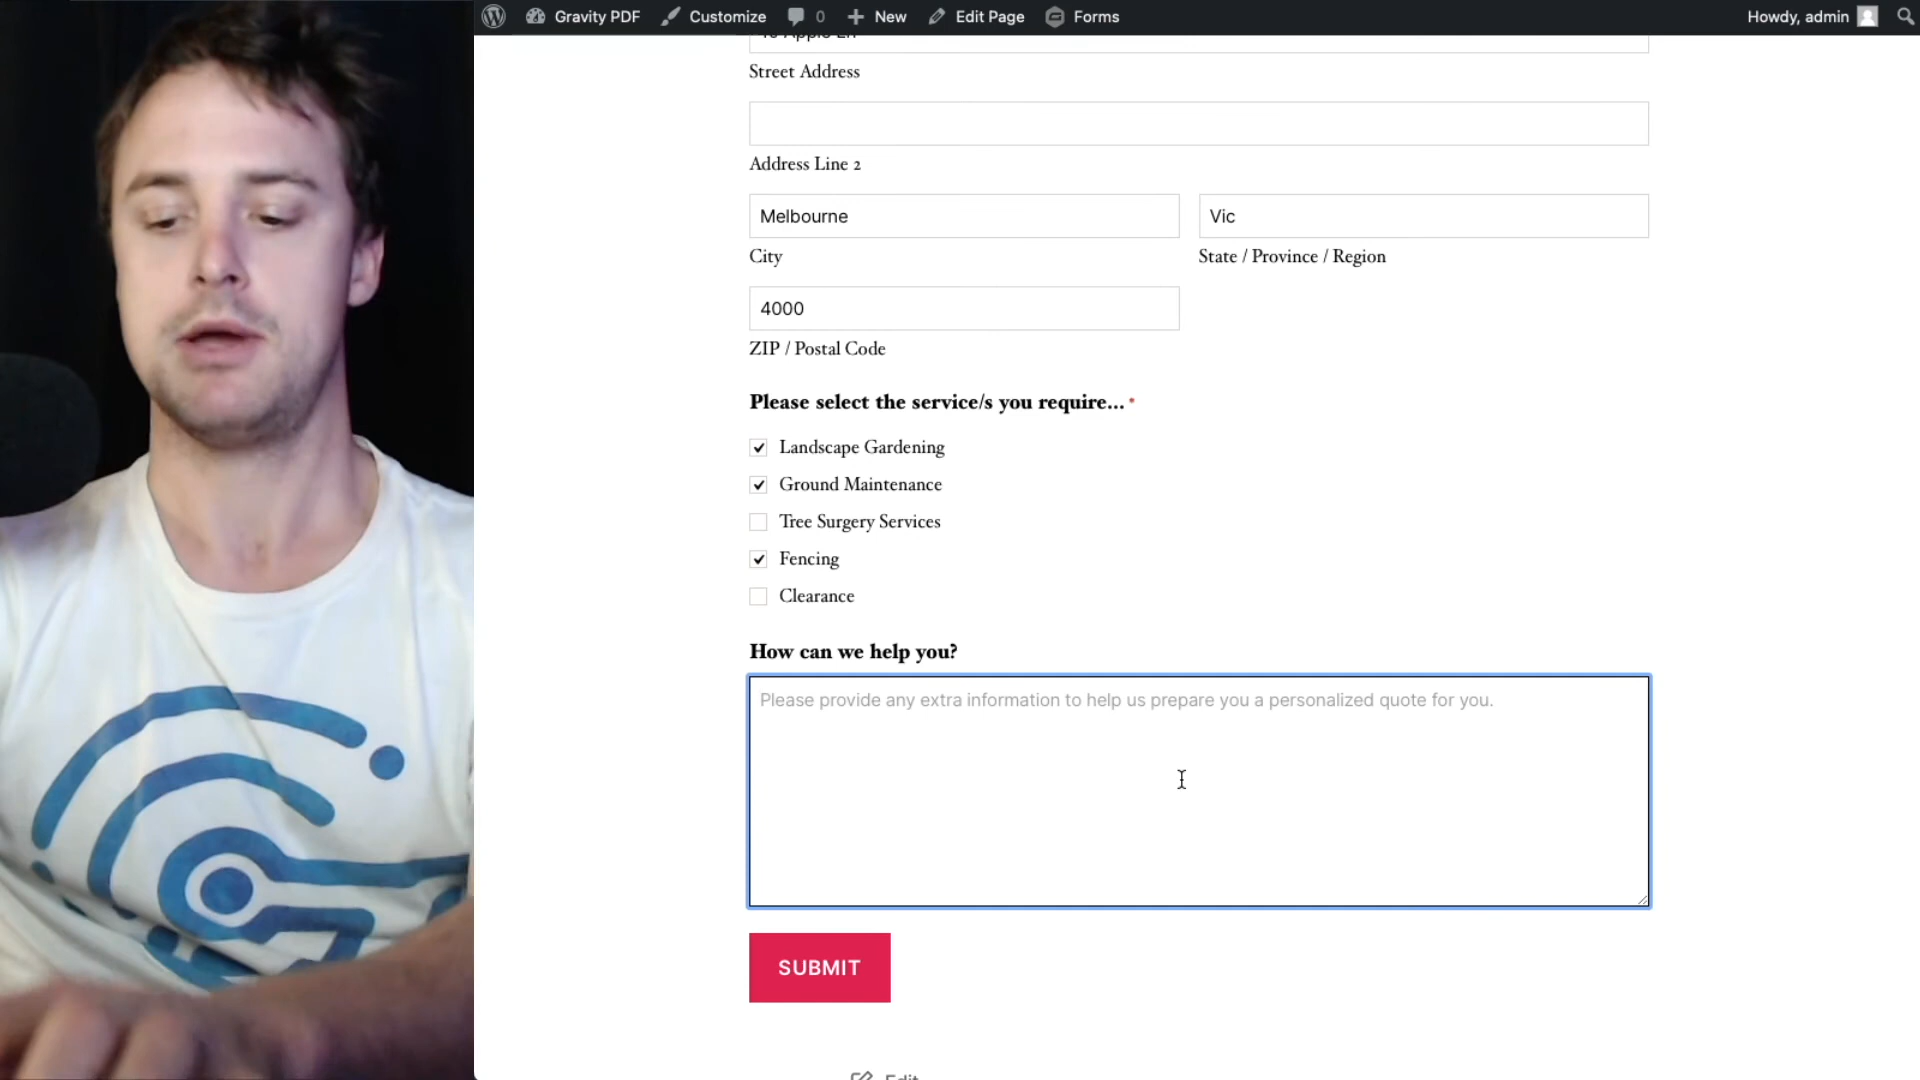 Gravity PDF Customize 0 New Edit Page Forms Howdy, admin
Street Address
Address Line 2
Melbourne Vic
City State / Province / Region
4000
ZIP / Postal Code
Please select the service/s you require... *
Landscape Gardening
Ground Maintenance
Tree Surgery Services
Fencing
Clearance
How can we help you?
Please provide any extra information to help us prepare you a personalized quote for you.
SUBMIT
Edit